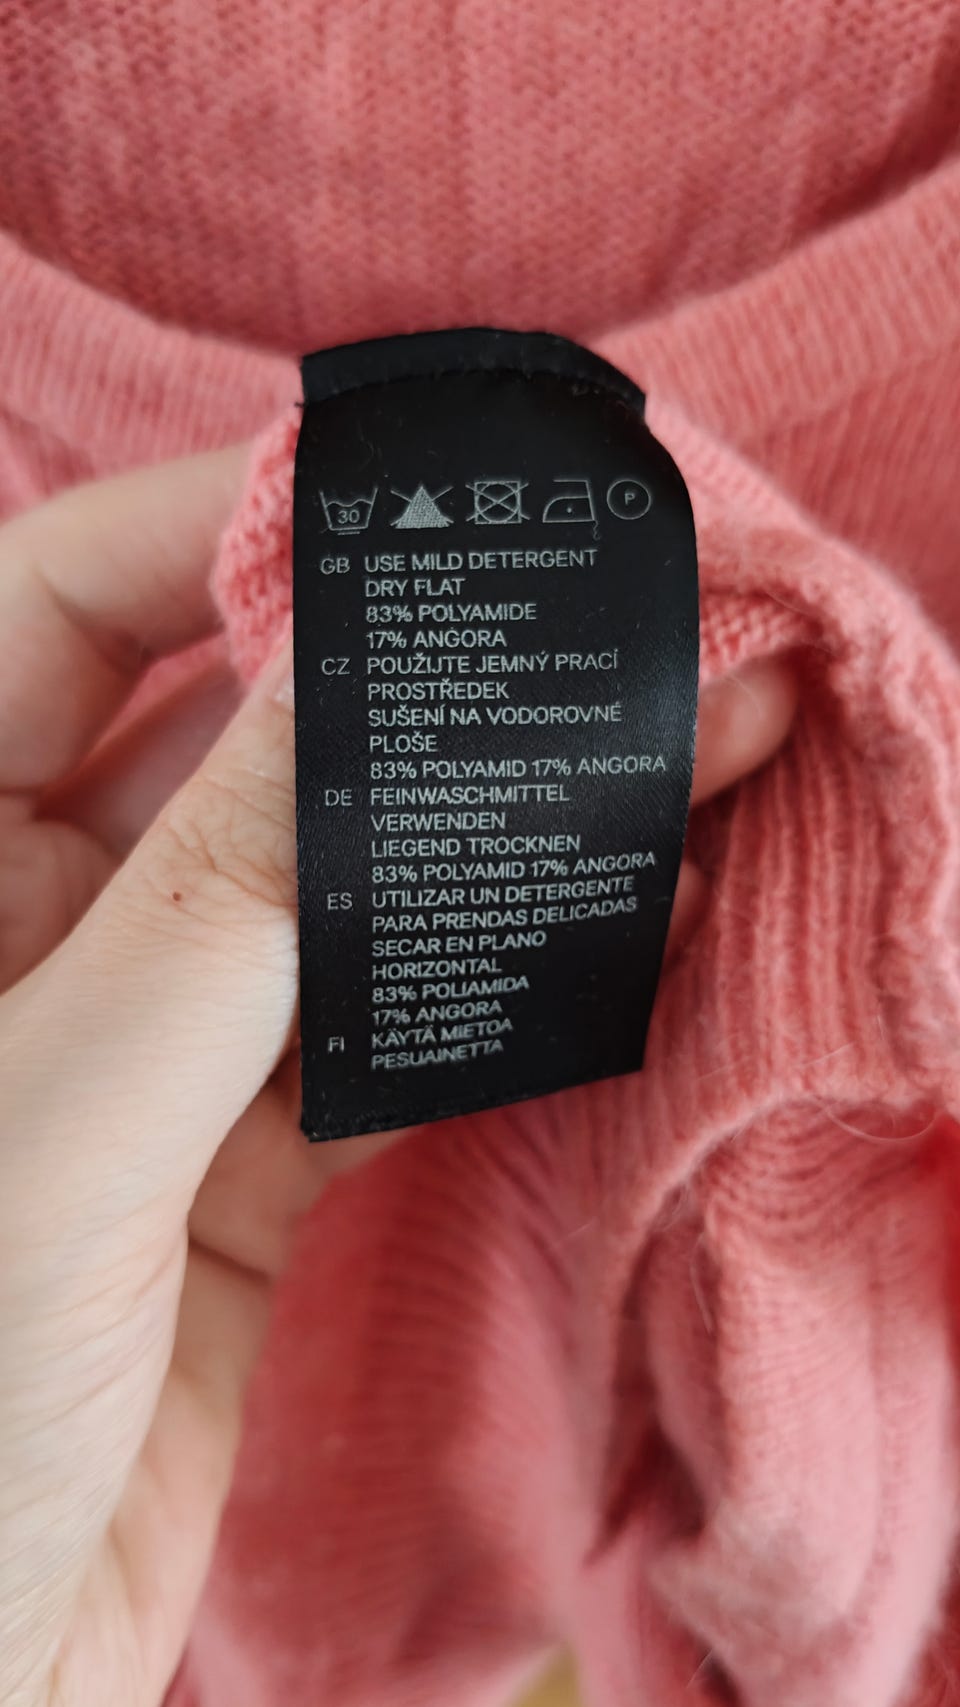 30 P
GB USE MILD DETERGENT
DRY FLAT
83% POLYAMIDE
17% ANGORA
CZ POUŽIJTE JEMNÝ PRACÍ
PROSTŘEDEK
SUŠENÍ NA VODOROVNÉ
PLOŠE
83% POLYAMID 17% ANGORA
DE FEINWASCHMITTEL
VERWENDEN
LIEGEND TROCKNEN
83% POLYAMID 17% ANGORA
ES UTILIZAR UN DETERGENTE
PARA PRENDAS DELICADAS
SECAR EN PLANO
HORIZONTAL
83% POLIAMIDA
17% ANGORA
FI KÄYTÄ MIETOA
PESUAINETTA